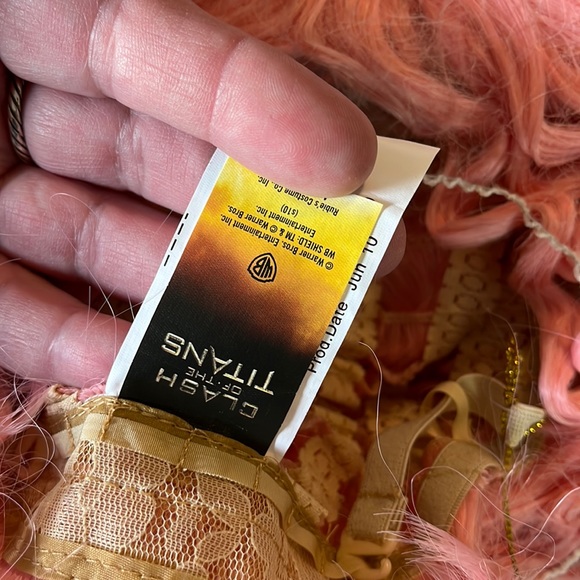 CLASH
OF THE
TITANS
WB
© Warner Bros. Entertainment Inc.
WB SHIELD: TM & © Warner Bros.
Entertainment Inc.
(s10)
Rubie's Costume Co. Inc.
Prod.Date Jun 10